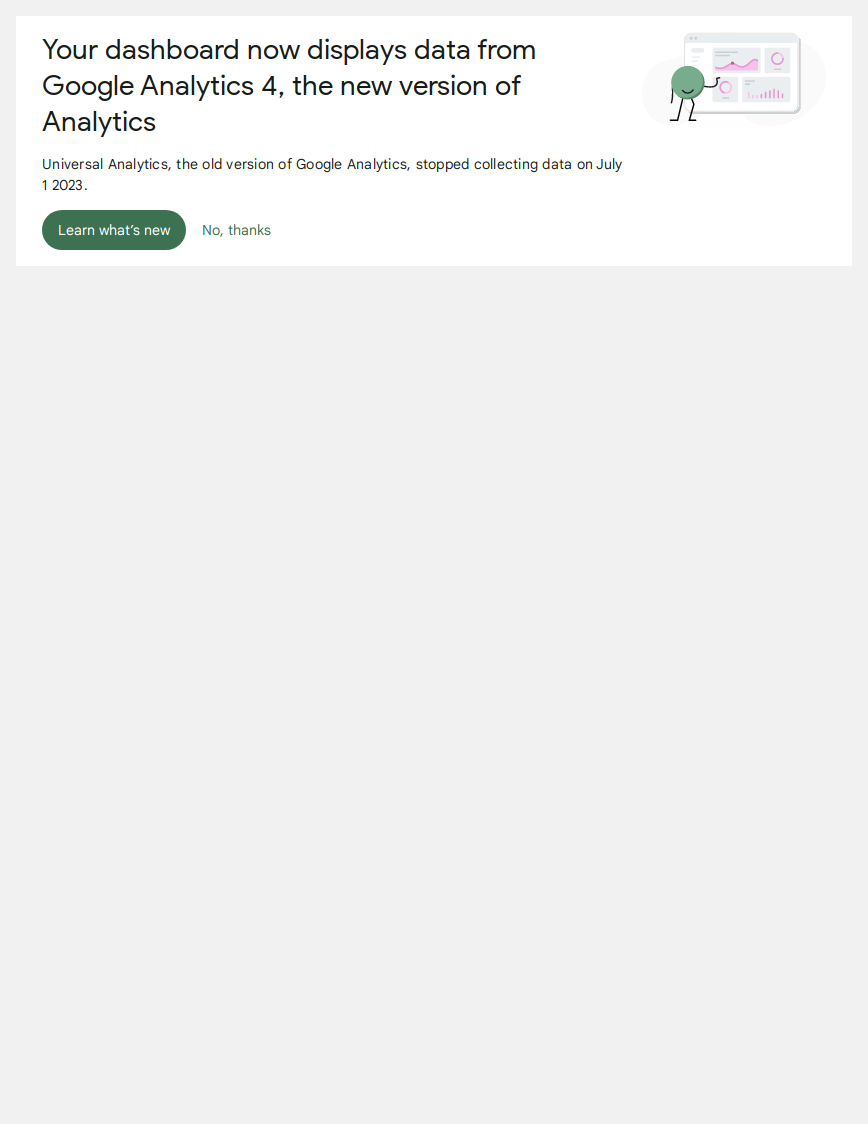 Your dashboard now displays data from
Google Analytics 4, the new version of
Analytics
Universal Analytics, the old version of Google Analytics, stopped collecting data on July
1 2023.
Learn what’s new
No, thanks